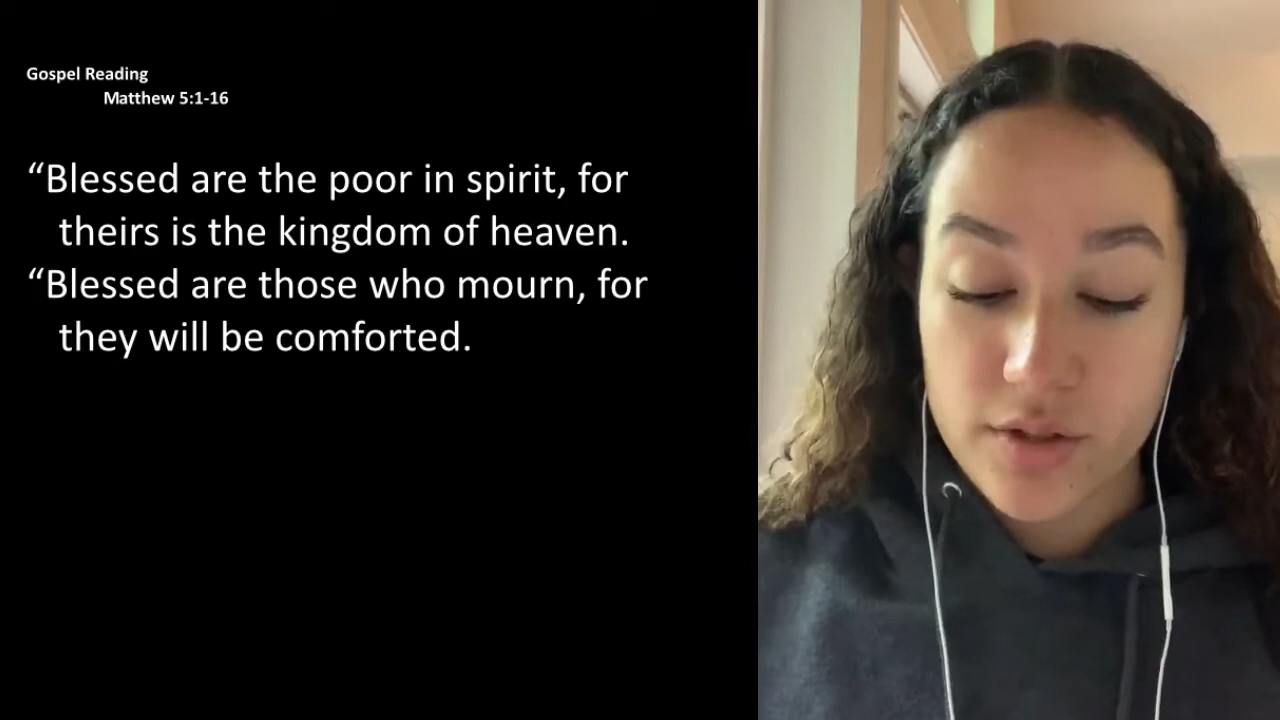 Gospel Reading
Matthew 5:1-16
“Blessed are the poor in spirit, for
theirs is the kingdom of heaven.
“Blessed are those who mourn, for
they will be comforted.